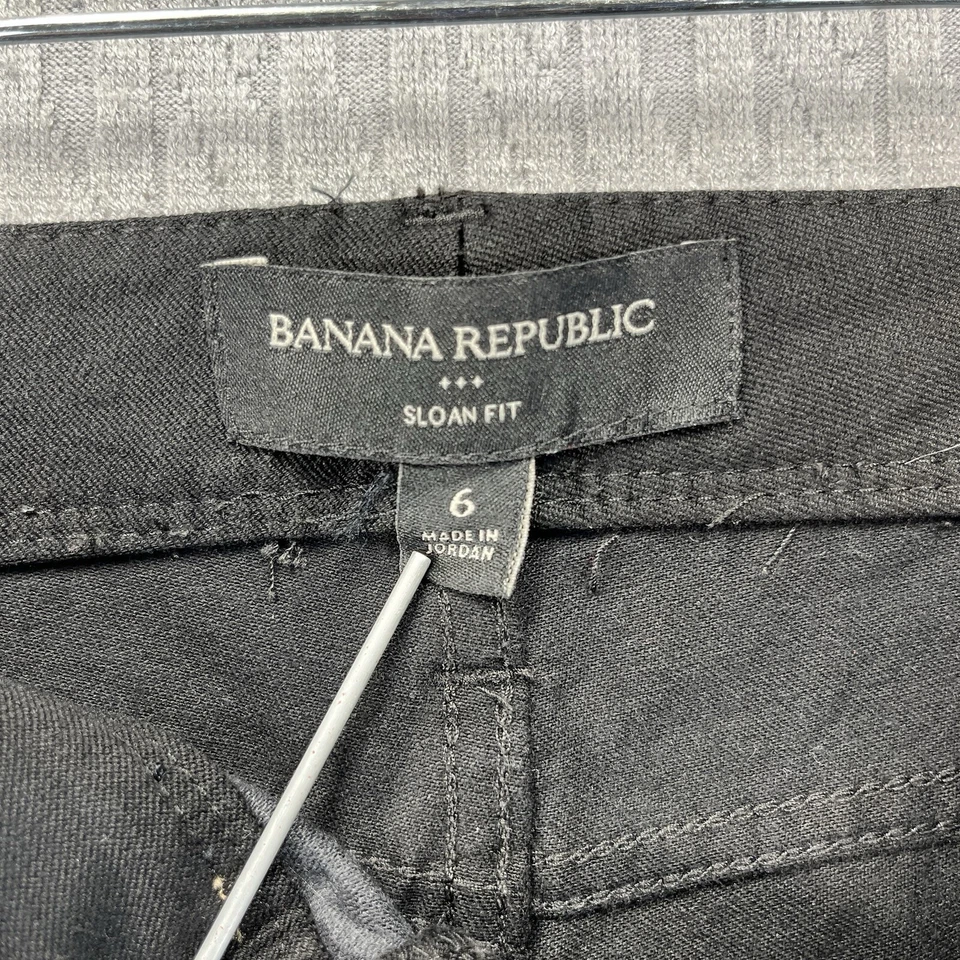 BANANA REPUBLIC
SLOAN FIT
6
MADE IN
JORDAN